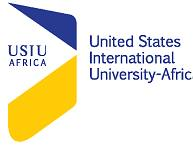 USIU
AFRICA
United States
International
University-Afric